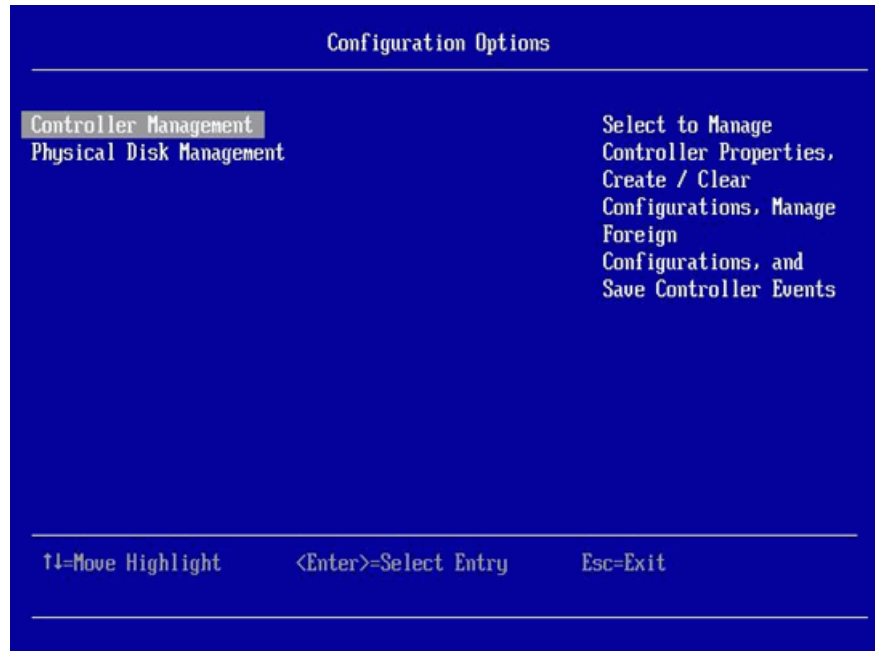 Configuration Options
Controller Management
Physical Disk Management
Select to Manage
Controller Properties,
Create / Clear
Configurations, Manage
Foreign
Configurations, and
Save Controller Events
↑↓=Move Highlight <Enter>=Select Entry Esc=Exit